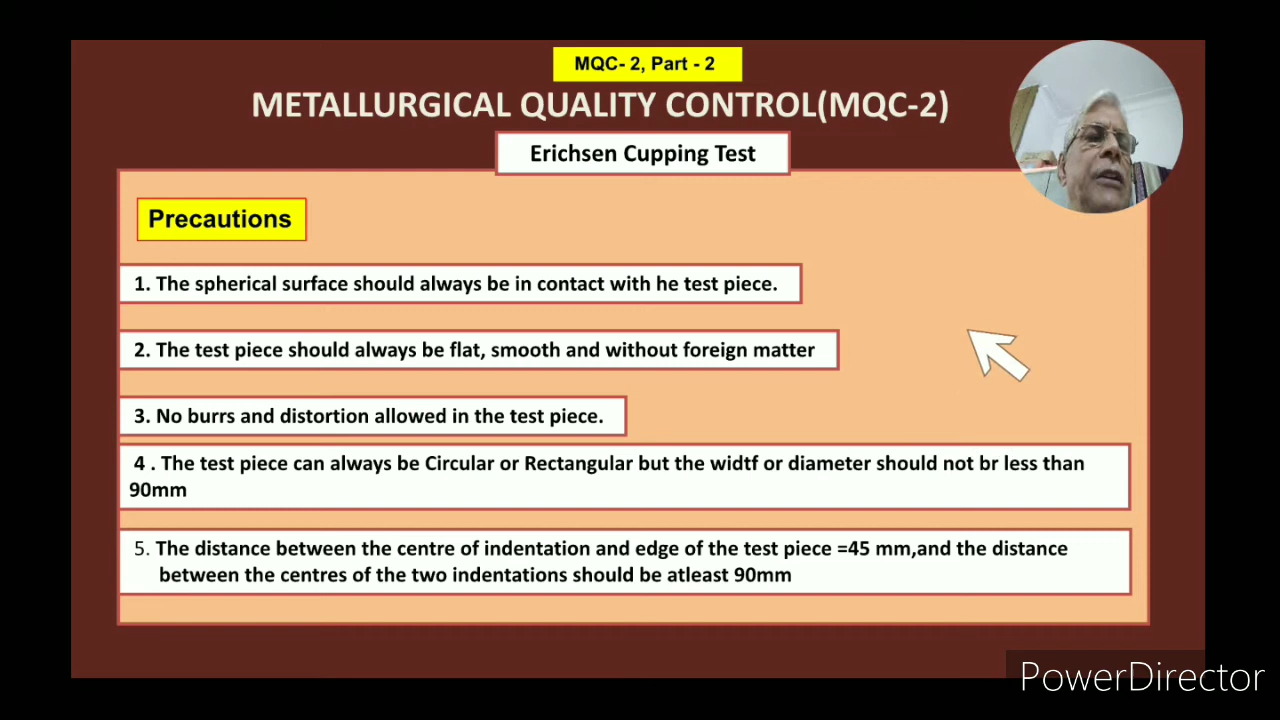 MQC- 2, Part - 2
METALLURGICAL QUALITY CONTROL(MQC-2)
Erichsen Cupping Test
Precautions
1. The spherical surface should always be in contact with he test piece.
2. The test piece should always be flat, smooth and without foreign matter
3. No burrs and distortion allowed in the test piece.
4 . The test piece can always be Circular or Rectangular but the widtf or diameter should not br less than
90mm
5. The distance between the centre of indentation and edge of the test piece =45 mm,and the distance
between the centres of the two indentations should be atleast 90mm
PowerDirector